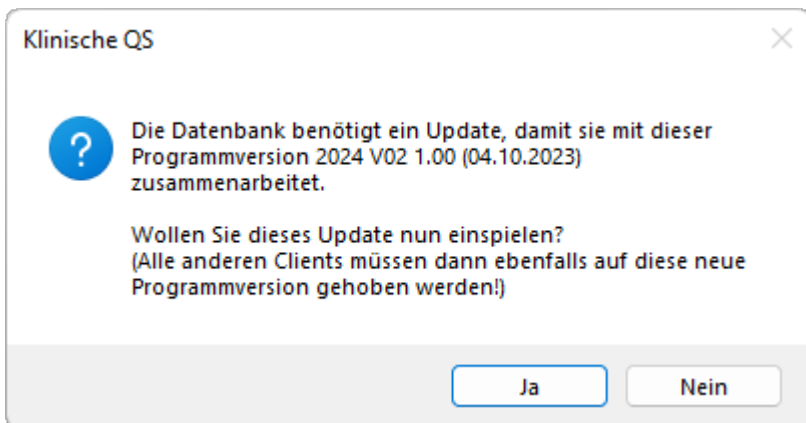 Klinische QS
Die Datenbank benötigt ein Update, damit sie mit dieser
Programmversion 2024 V02 1.00 (04.10.2023)
zusammenarbeitet.
Wollen Sie dieses Update nun einspielen?
(Alle anderen Clients müssen dann ebenfalls auf diese neue
Programmversion gehoben werden!)
Ja
Nein